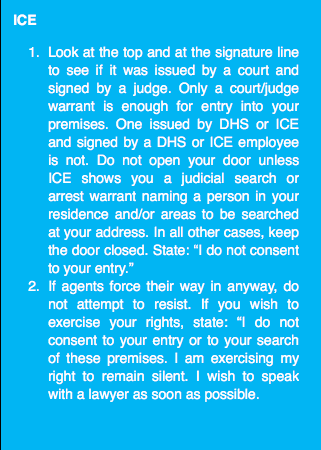 ICE
1. Look at the top and at the signature line
to see if it was issued by a court and
signed by a judge. Only a court/judge
warrant is enough for entry into your
premises. One issued by DHS or ICE
and signed by a DHS or ICE employee
is not. Do not open your door unless
ICE shows you a judicial search or
arrest warrant naming a person in your
residence and/or areas to be searched
at your address. In all other cases, keep
the door closed. State: “I do not consent
to your entry.”
2. If agents force their way in anyway, do
not attempt to resist. If you wish to
exercise your rights, state: “I do not
consent to your entry or to your search
of these premises. I am exercising my
right to remain silent. I wish to speak
with a lawyer as soon as possible.